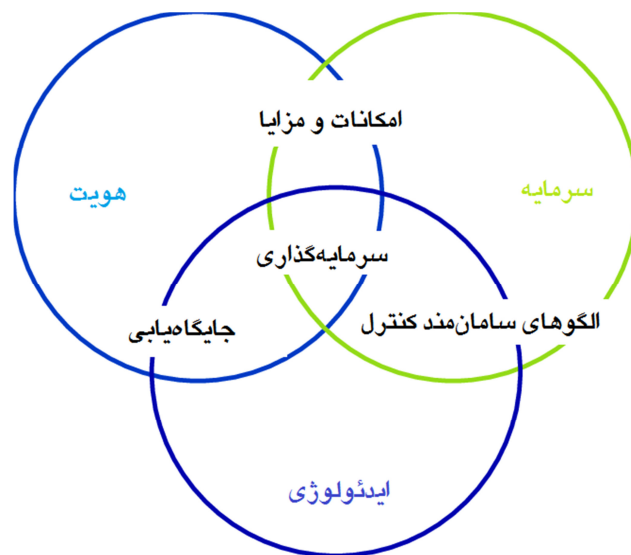 امکانات و مزایا
سرمایه
هویت
سرمایه‌گذاری
الگوهای سامان‌مند کنترل
جایگاه‌یابی
ایدئولوژی